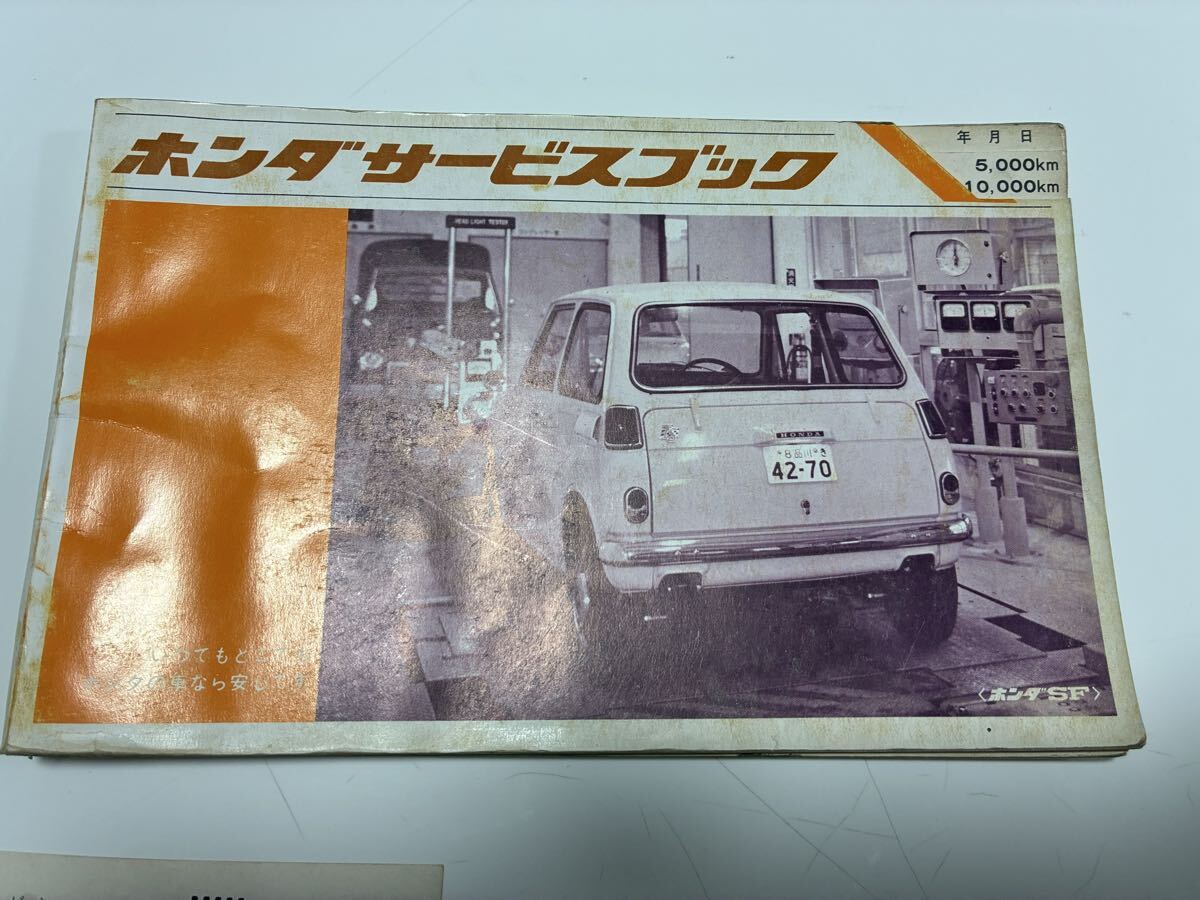 ホンダサービスブック
年 月 日
5,000km
10,000km
HEAD LIGHT TESTER
HONDA
42-70
ホンダの車なら安心です
〈ホンダSF〉